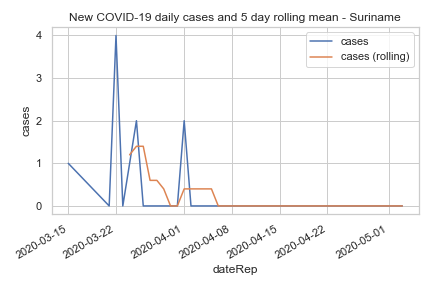 New COVID-19 daily cases and 5 day rolling mean - Suriname
cases
cases (rolling)
4
3
2
1
0
cases
2020-03-15
2020-03-22
2020-04-01
2020-04-08
2020-04-15
2020-04-22
2020-05-01
dateRep